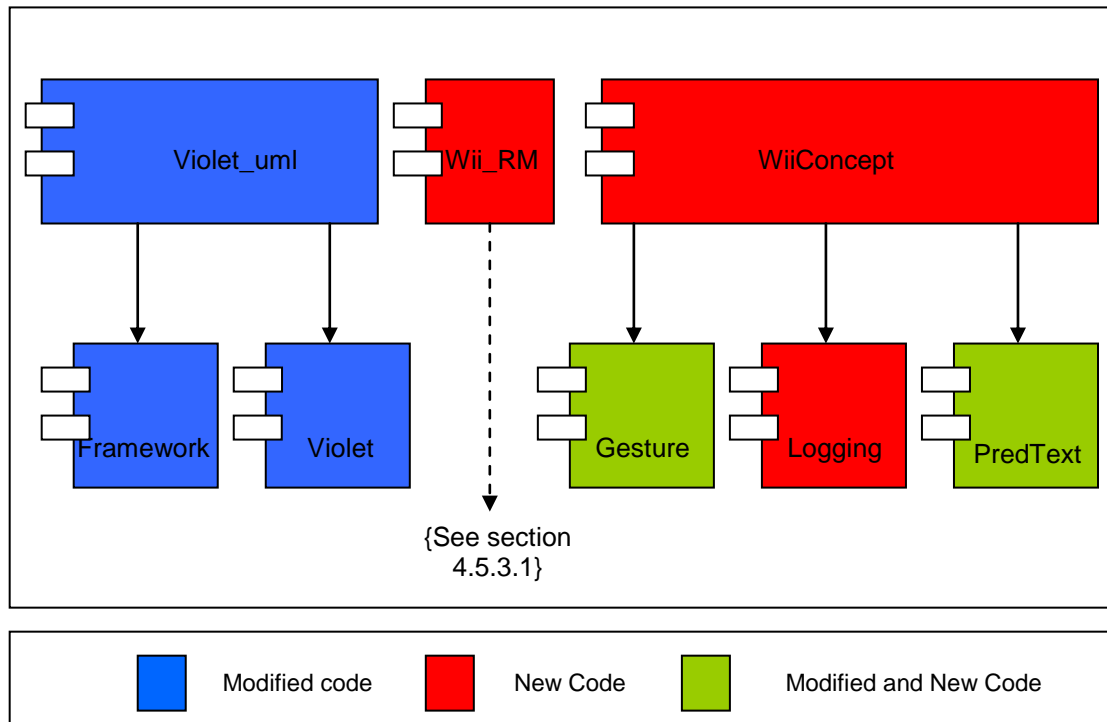 Violet_uml
Wii_RM
WiiConcept
Framework
Violet
Gesture
Logging
PredText
{See section
4.5.3.1}
Modified code
New Code
Modified and New Code